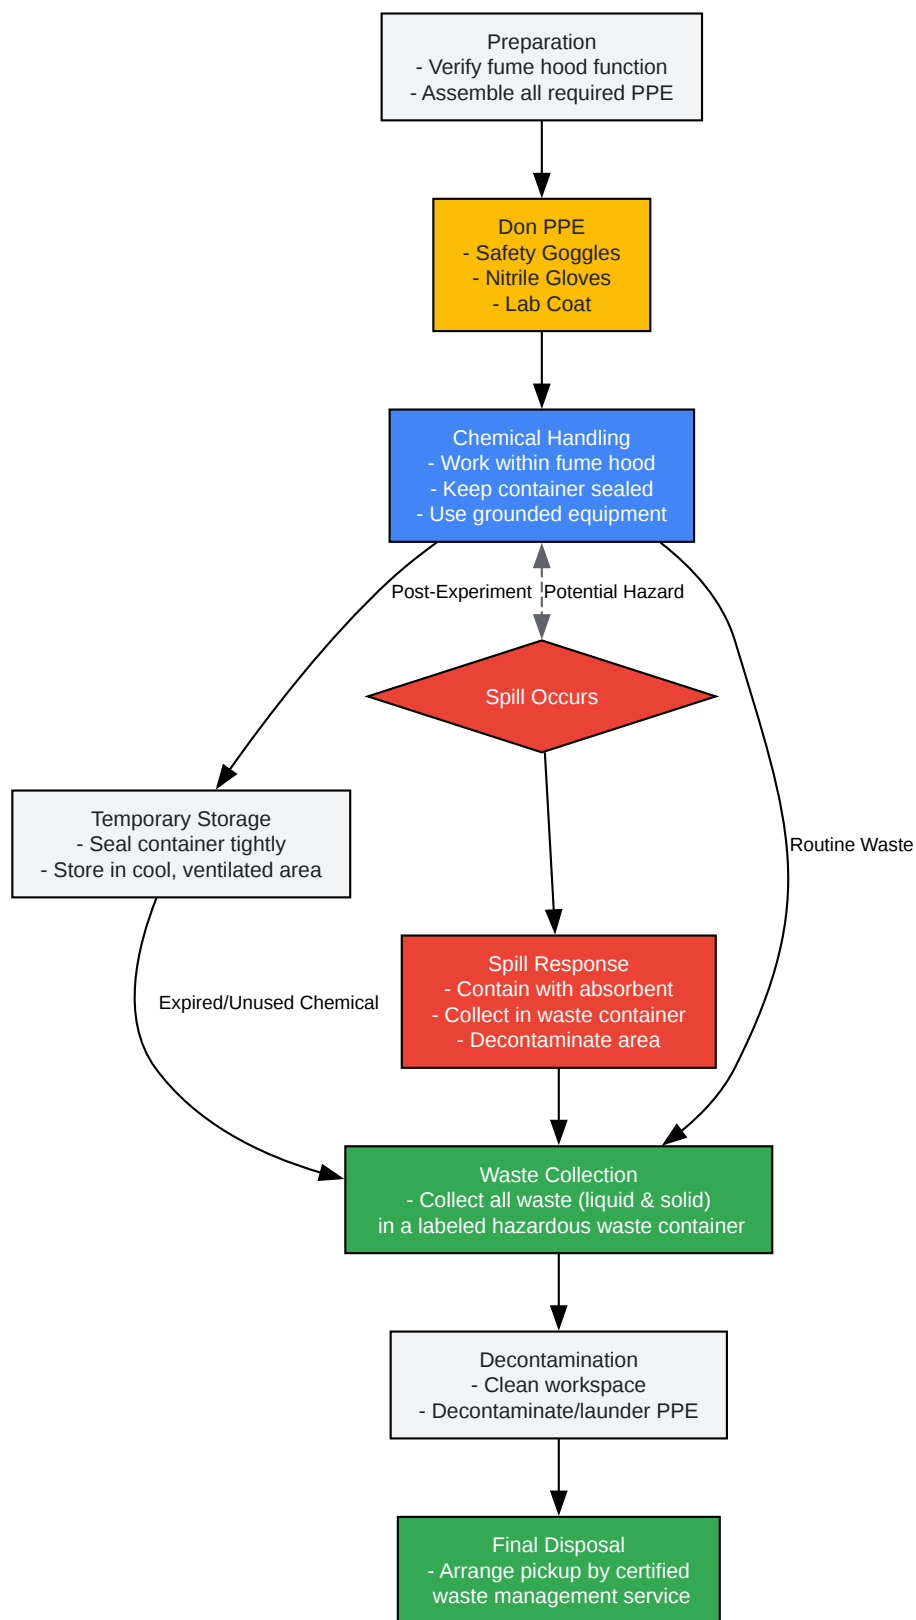 Preparation
- Verify fume hood function
- Assemble all required PPE
Don PPE
- Safety Goggles
- Nitrile Gloves
- Lab Coat
Chemical Handling
- Work within fume hood
- Keep container sealed
- Use grounded equipment
Post-Experiment
Potential Hazard
Spill Occurs
Temporary Storage
- Seal container tightly
- Store in cool, ventilated area
Routine Waste
Spill Response
- Contain with absorbent
- Collect in waste container
- Decontaminate area
Expired/Unused Chemical
Waste Collection
- Collect all waste (liquid & solid)
in a labeled hazardous waste container
Decontamination
- Clean workspace
- Decontaminate/launder PPE
Final Disposal
- Arrange pickup by certified
waste management service